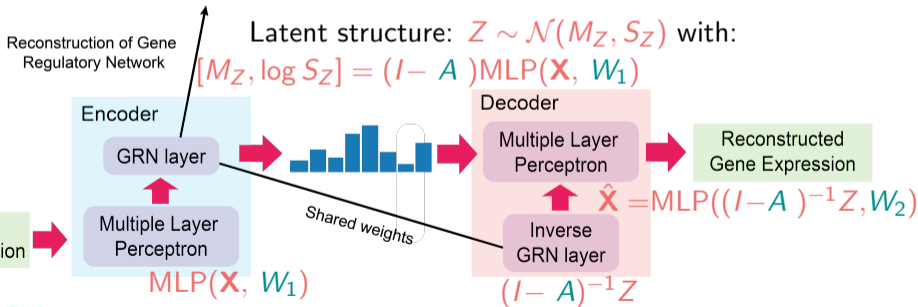 Reconstruction of Gene
Regulatory Network
Latent structure: Z ∼ 𝒩(M_Z, S_Z) with:
[M_Z, log S_Z] = (I− A )MLP(X, W_1)
Encoder
GRN layer
Multiple Layer
Perceptron
MLP(X, W_1)
Shared weights
Decoder
Multiple Layer
Perceptron
Inverse
GRN layer
(I− A)^{−1}Z
Reconstructed
Gene Expression
X̂ =MLP((I−A )^{−1}Z,W_2)